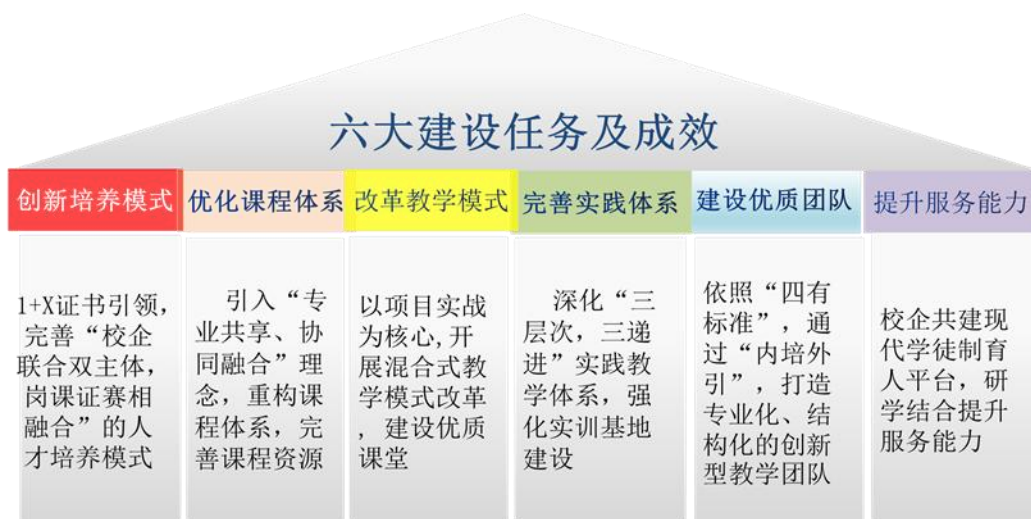 六大建设任务及成效
创新培养模式
优化课程体系
改革教学模式
完善实践体系
建设优质团队
提升服务能力
1+X证书引领，
完善“校企
联合双主体，
岗课证赛相
融合”的人
才培养模式
引入“专
业共享、协
同融合”理
念，重构课
程体系，完
善课程资源
以项目实战
为核心,开
展混合式教
学模式改革
，建设优质
课堂
深化“三
层次，三递
进”实践教
学体系，强
化实训基地
建设
依照“四有
标准”，通
过“内培外
引”，打造
专业化、结
构化的创新
型教学团队
校企共建现
代学徒制育
人平台，研
学结合提升
服务能力